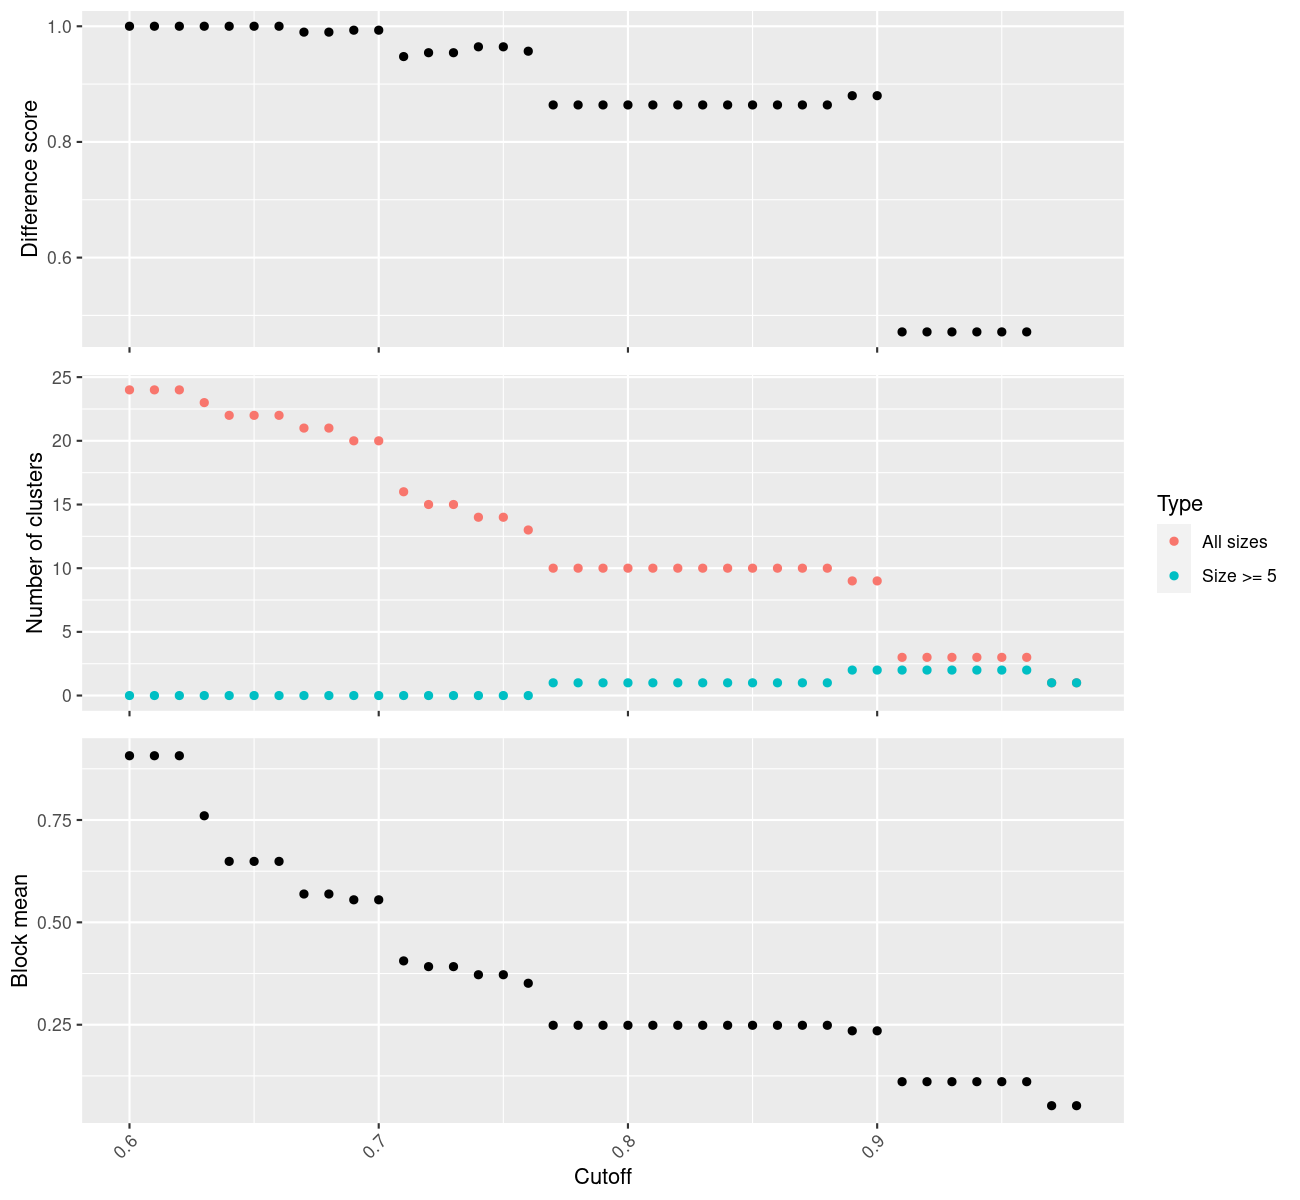 1.0
0.8
0.6
Difference score
25
20
15
10
5
0
Number of clusters
Type
All sizes
Size >= 5
0.75
0.50
0.25
Block mean
0.6 0.7 0.8 0.9
Cutoff